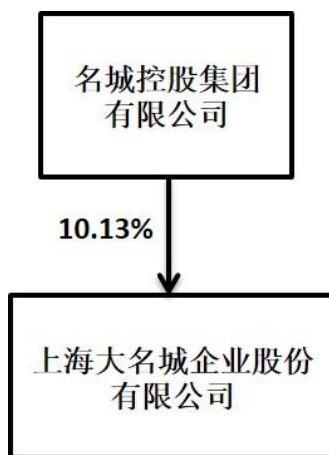 名城控股集团
有限公司
10.13%
上海大名城企业股份
有限公司